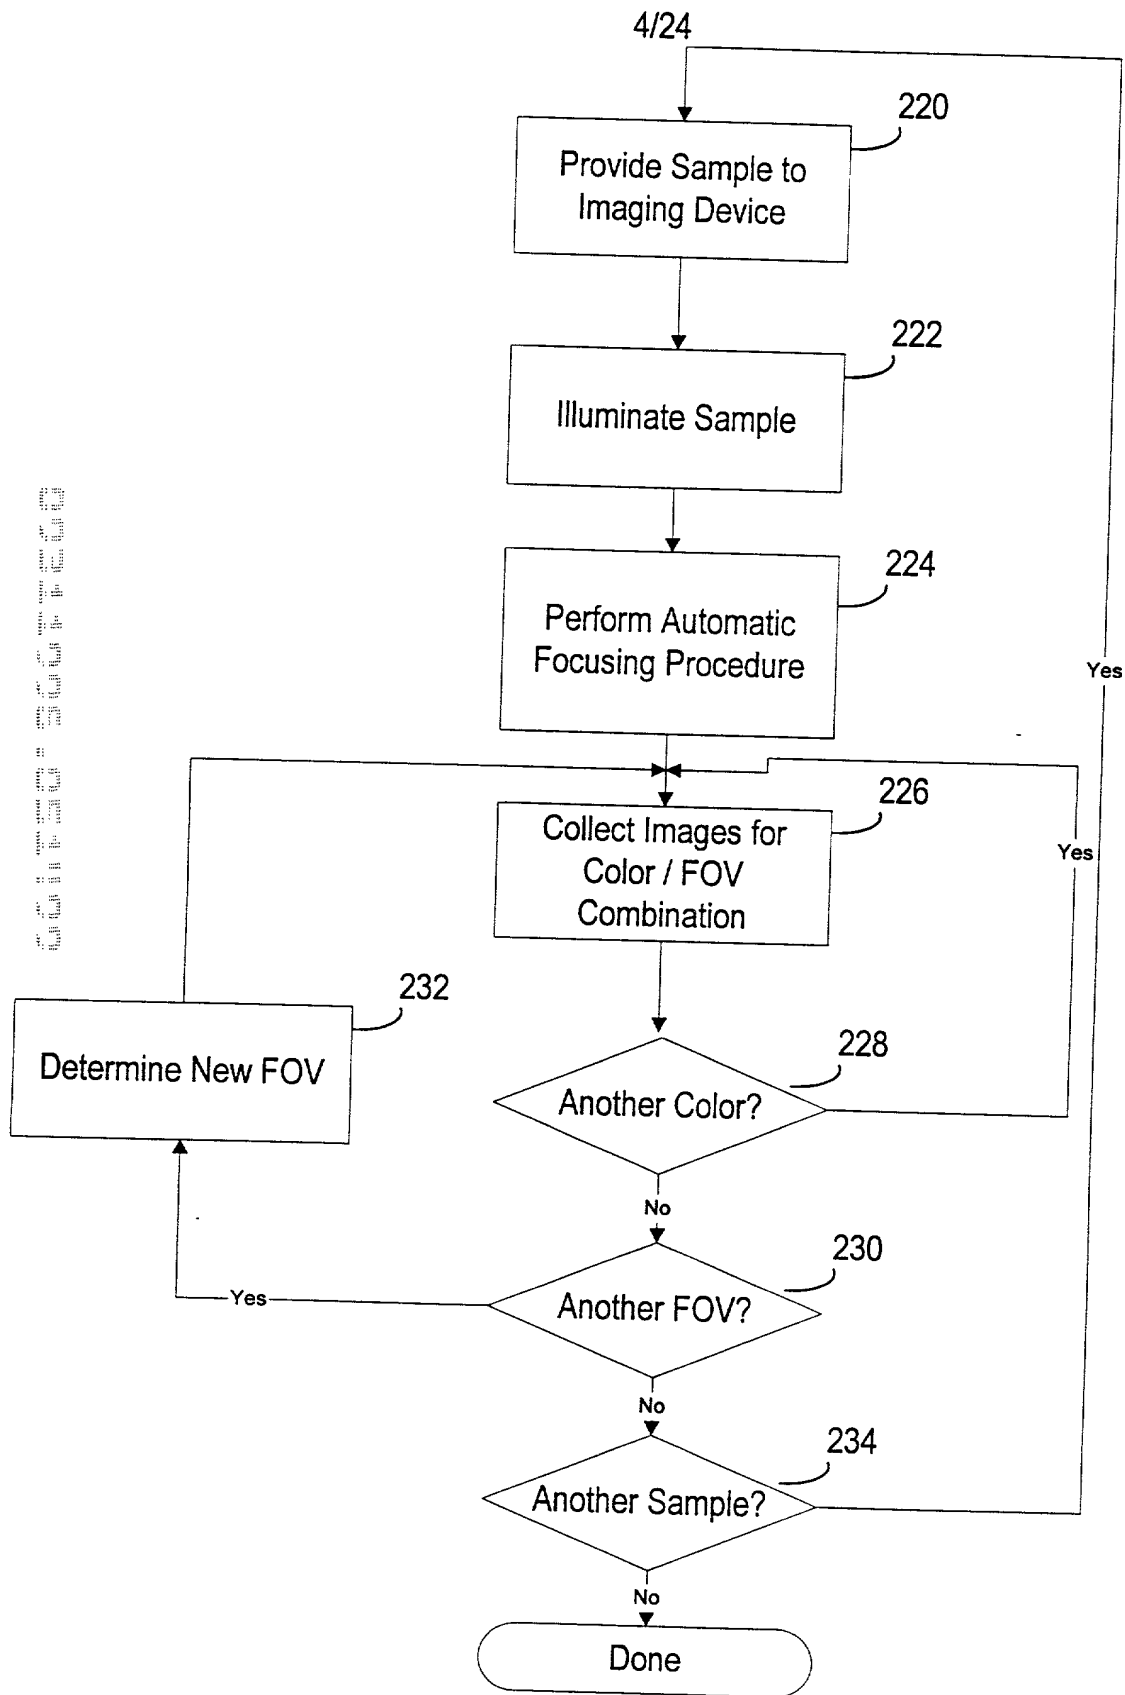 4/24
220
Provide Sample to
Imaging Device
222
Illuminate Sample
224
Perform Automatic
Focusing Procedure
Yes
226
Collect Images for
Color / FOV
Combination
Yes
232
Determine New FOV
228
Another Color?
No
230
Another FOV?
Yes
No
234
Another Sample?
No
Done